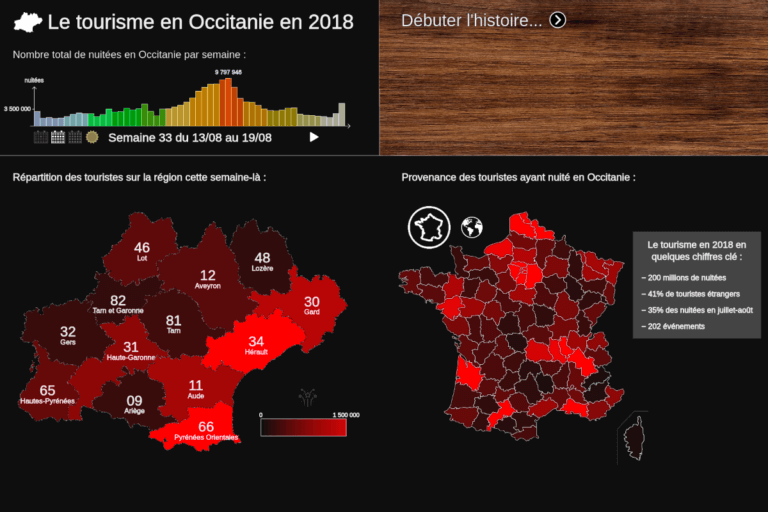 Le tourisme en Occitanie en 2018
Débuter l'histoire...
Nombre total de nuitées en Occitanie par semaine :
9 797 946
nuitées
3 500 000
Semaine 33 du 13/08 au 19/08
Répartition des touristes sur la région cette semaine-là :
Provenance des touristes ayant nuité en Occitanie :
46
Lot
48
Lozère
12
Aveyron
82
Tarn et Garonne
30
Gard
81
Tarn
32
Gers
34
Hérault
31
Haute-Garonne
65
Hautes-Pyrénées
11
Aude
09
Ariège
66
Pyrénées Orientales
0
1 500 000
Le tourisme en 2018 en
quelques chiffres clé :
– 200 millions de nuitées
– 41% de touristes étrangers
– 35% des nuitées en juillet-août
– 202 événements